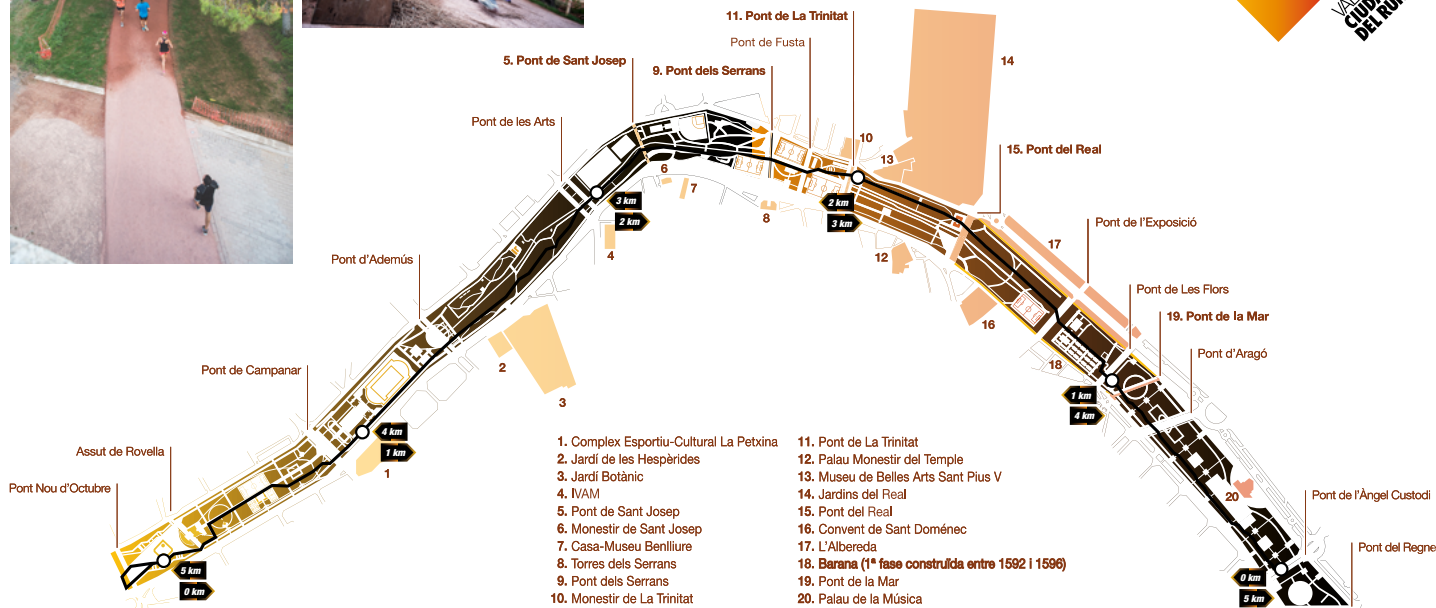 VAL
CIUDA
DEL RU
11. Pont de La Trinitat
Pont de Fusta
5. Pont de Sant Josep
9. Pont dels Serrans
14
Pont de les Arts
10
13
15. Pont del Real
6
7
3 km
2 km
8
2 km
3 km
Pont de l'Exposició
17
4
12
Pont d'Ademús
Pont de Les Flors
16
19. Pont de la Mar
2
18
Pont d'Aragó
Pont de Campanar
3
1 km
4 km
4 km
1 km
1
Assut de Rovella
Pont Nou d'Octubre
20
Pont de l'Àngel Custodi
Pont del Regne
5 km
0 km
0 km
5 km
1. Complex Esportiu-Cultural La Petxina
2. Jardí de les Hespèrides
3. Jardí Botànic
4. IVAM
5. Pont de Sant Josep
6. Monestir de Sant Josep
7. Casa-Museu Benlliure
8. Torres dels Serrans
9. Pont dels Serrans
10. Monestir de La Trinitat
11. Pont de La Trinitat
12. Palau Monestir del Temple
13. Museu de Belles Arts Sant Pius V
14. Jardins del Real
15. Pont del Real
16. Convent de Sant Doménec
17. L'Albereda
18. Barana (1ª fase construïda entre 1592 i 1596)
19. Pont de la Mar
20. Palau de la Música